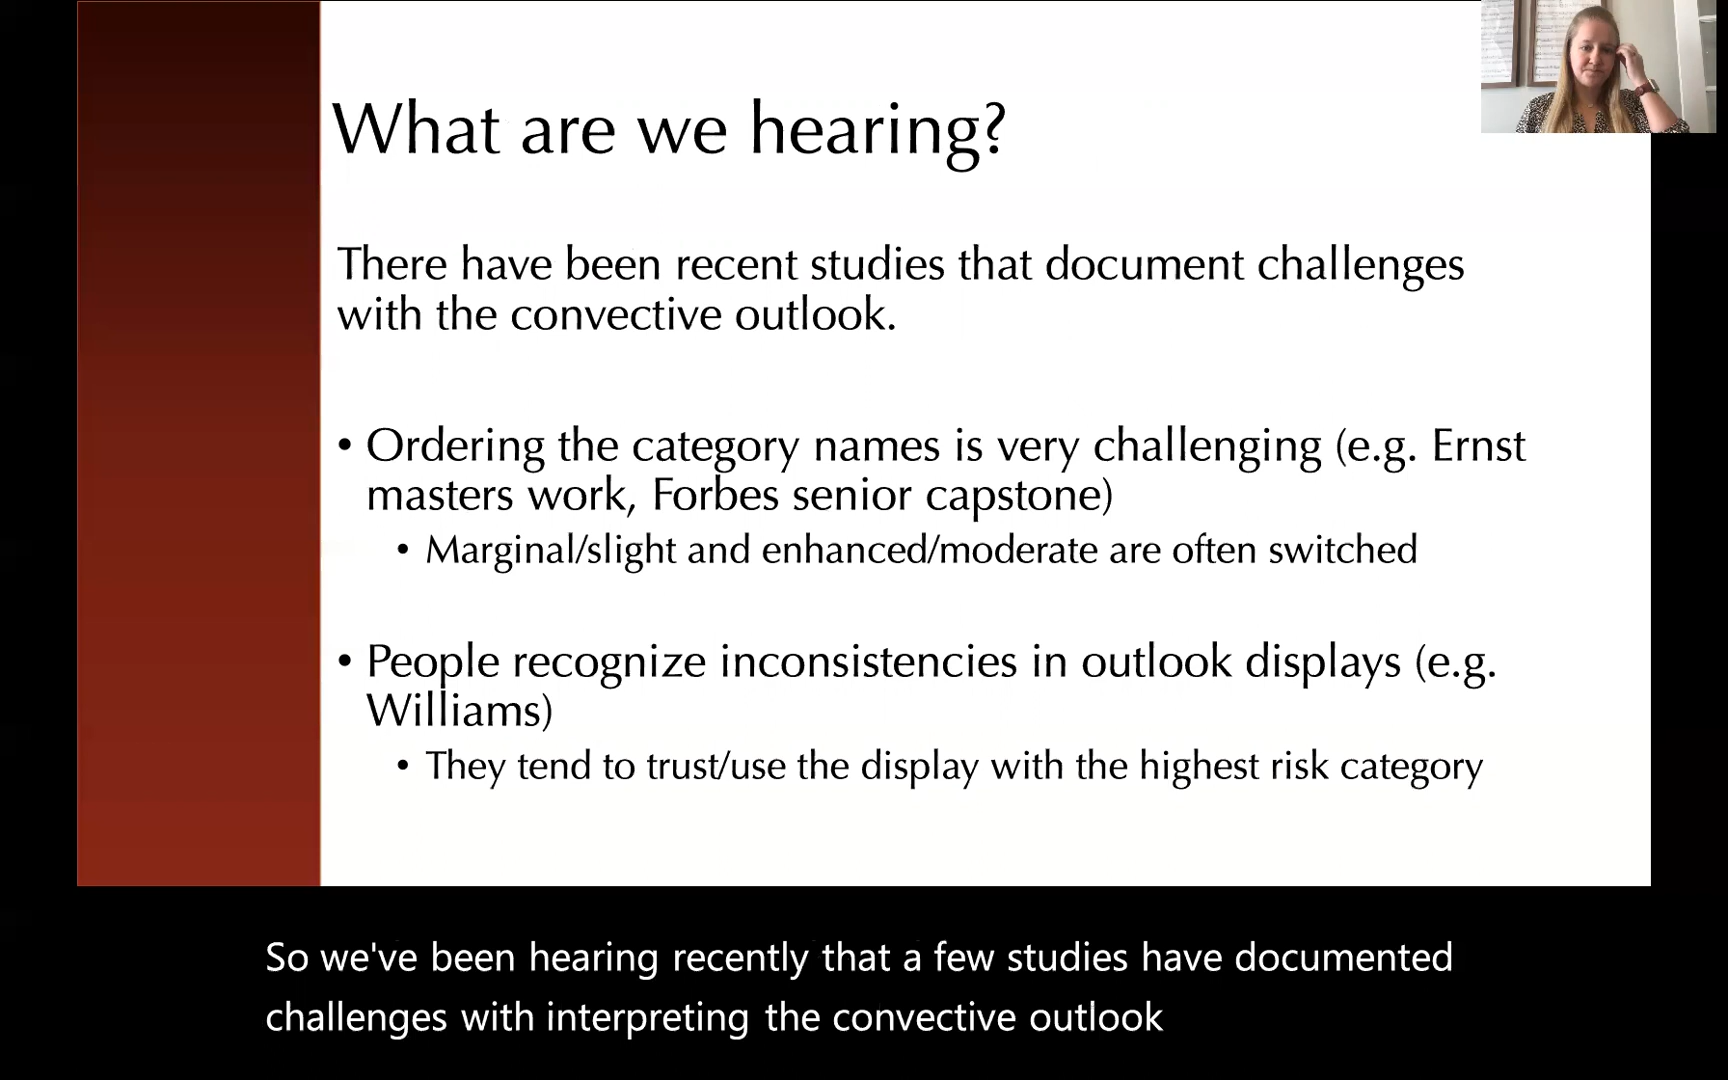 What are we hearing?
There have been recent studies that document challenges
with the convective outlook.
• Ordering the category names is very challenging (e.g. Ernst
masters work, Forbes senior capstone)
• Marginal/slight and enhanced/moderate are often switched
• People recognize inconsistencies in outlook displays (e.g.
Williams)
• They tend to trust/use the display with the highest risk category
So we've been hearing recently that a few studies have documented
challenges with interpreting the convective outlook